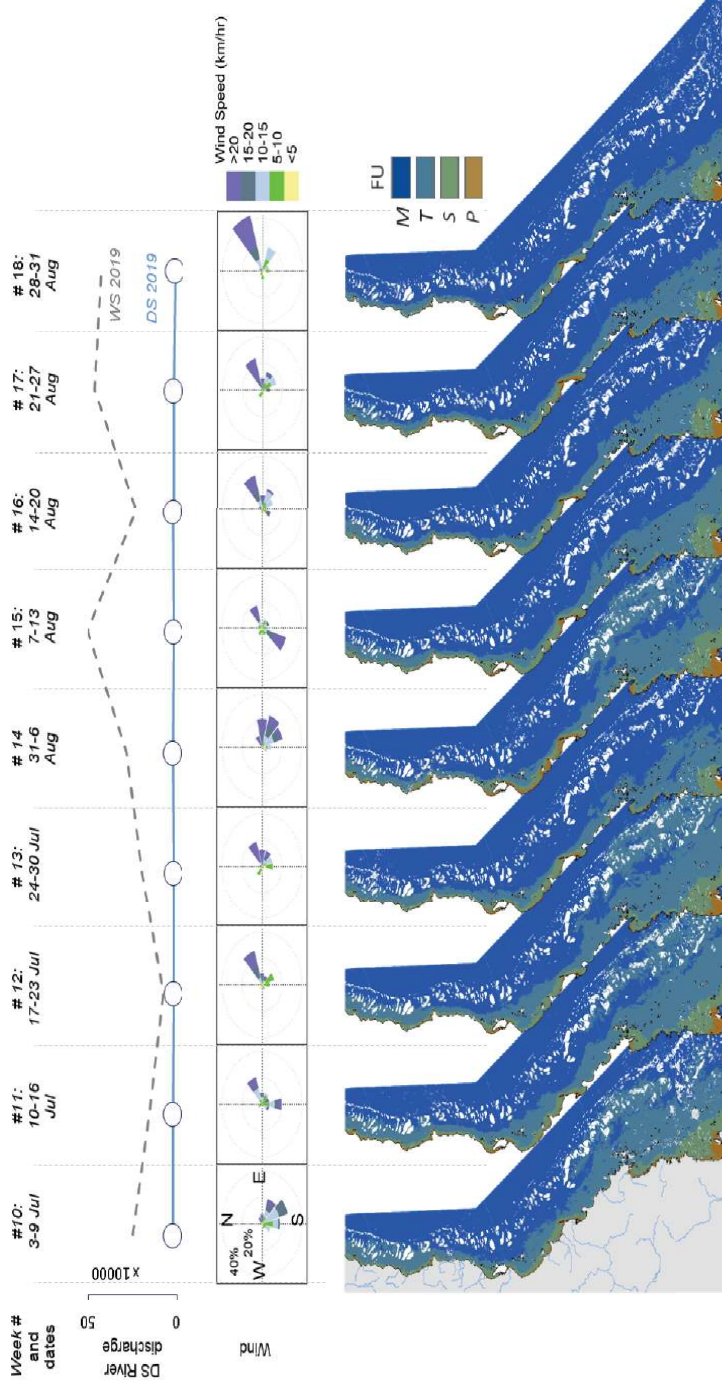 Week #
and
dates
#10:
3-9 Jul
#11:
10-16
Jul
#12:
17-23 Jul
# 13:
24-30 Jul
# 14
31-6
Aug
# 15:
7-13
Aug
# 16:
14-20
Aug
# 17:
21-27
Aug
# 18:
28-31
Aug
DS River
discharge
50
0
x 10000
WS 2019
DS 2019
Wind
40%
20%
N
W
E
S
Wind Speed (km/hr)
>20
15-20
10-15
5-10
<5
FU
M
T
S
P